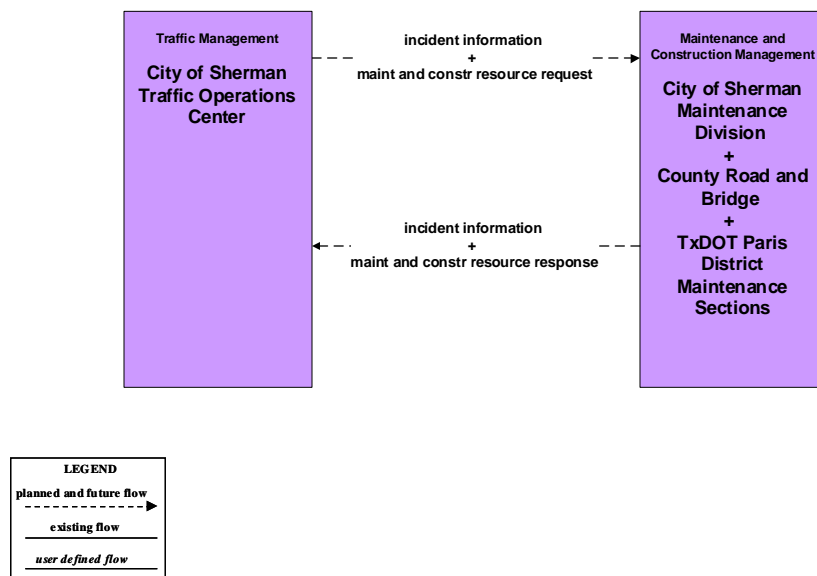 Traffic Management
City of Sherman
Traffic Operations
Center
incident information
+
maint and constr resource request
incident information
+
maint and constr resource response
Maintenance and
Construction Management
City of Sherman
Maintenance
Division
+
County Road and
Bridge
+
TxDOT Paris
District
Maintenance
Sections
LEGEND
planned and future flow
existing flow
user defined flow